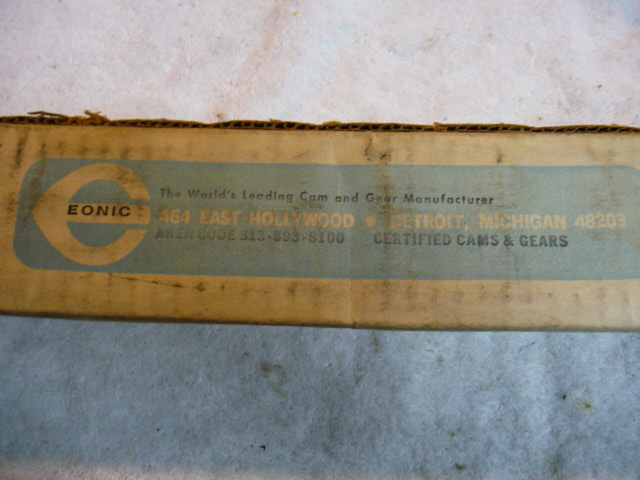 EONIC
The World's Leading Cam and Gear Manufacturer
464 EAST HOLLYWOOD • DETROIT, MICHIGAN 48203
AREA CODE 313-893-8100 CERTIFIED CAMS & GEARS